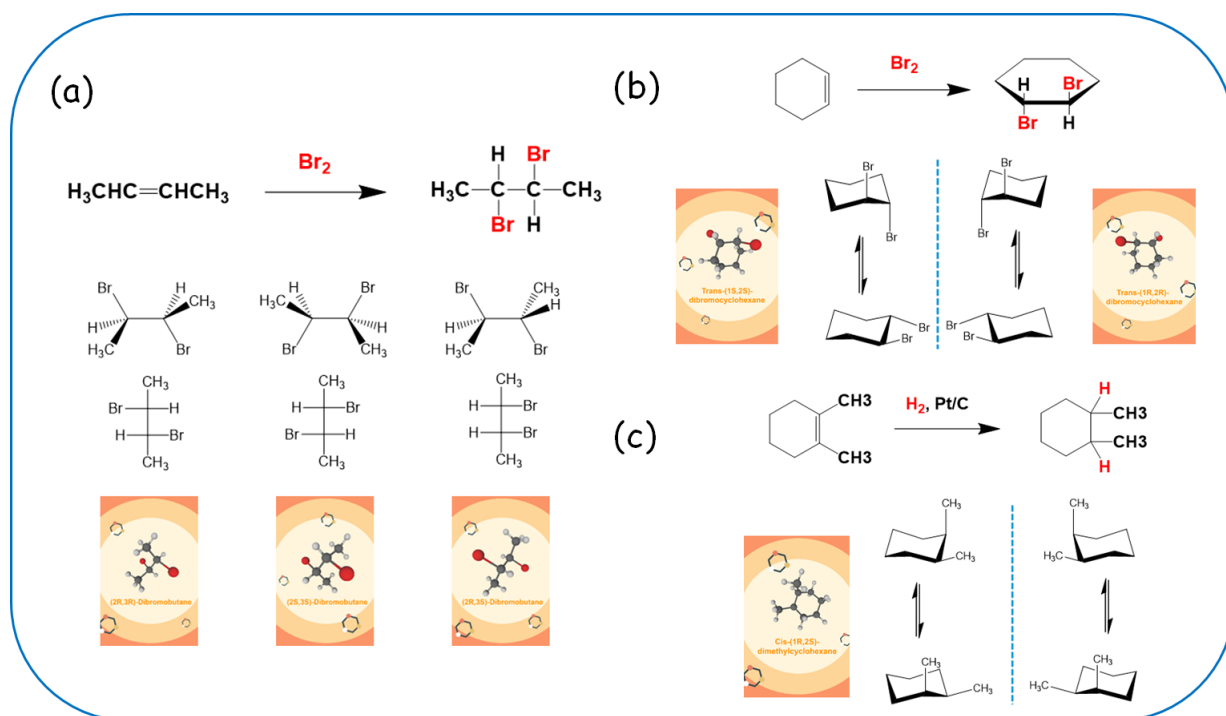 (a)
H3CHC=CHCH3
Br2
H
Br
H3C-C-C-CH3
Br
H
Br
H
CH3
H
H3C
Br
H
H3C
Br
Br
H
CH3
CH3
Br
H
H3C
Br
CH3
Br
H
H
Br
CH3
CH3
H
Br
Br
H
CH3
CH3
H
Br
H
Br
CH3
(2R,3R)-Dibromobutane
(2S,3S)-Dibromobutane
(2R,3S)-Dibromobutane
(b)
Br2
H
Br
Br
H
Trans-(1S,2S)-
dibromocyclohexane
Br
Br
Br
Br
Br
Br
Br
Br
Trans-(1R,2R)-
dibromocyclohexane
(c)
CH3
CH3
H2, Pt/C
H
CH3
CH3
H
Cis-(1R,2S)-
dimethylcyclohexane
CH3
CH3
CH3
H3C
CH3
CH3
CH3
H3C